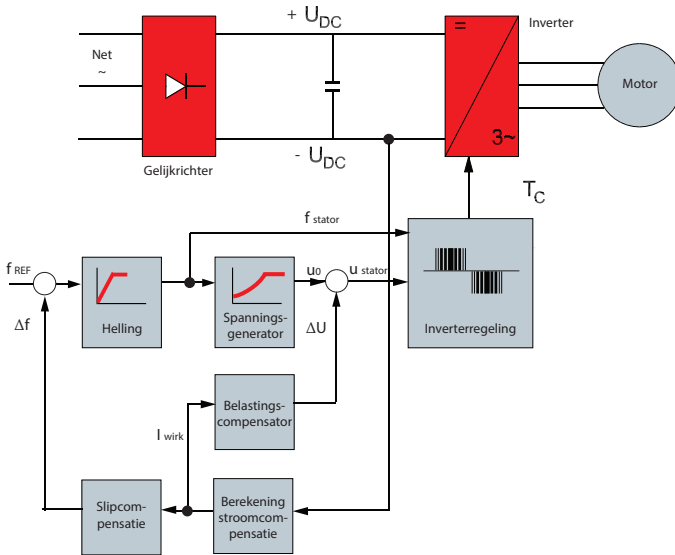 + U DC
Inverter
Net
~
=
Motor
3~
- U DC
Gelijkrichter
T C
f stator
f REF
u0
u stator
Δf
Helling
Spannings-
generator
ΔU
Inverterregeling
Belastings-
compensator
I wirk
Slipcom-
pensatie
Berekening
stroomcom-
pensatie